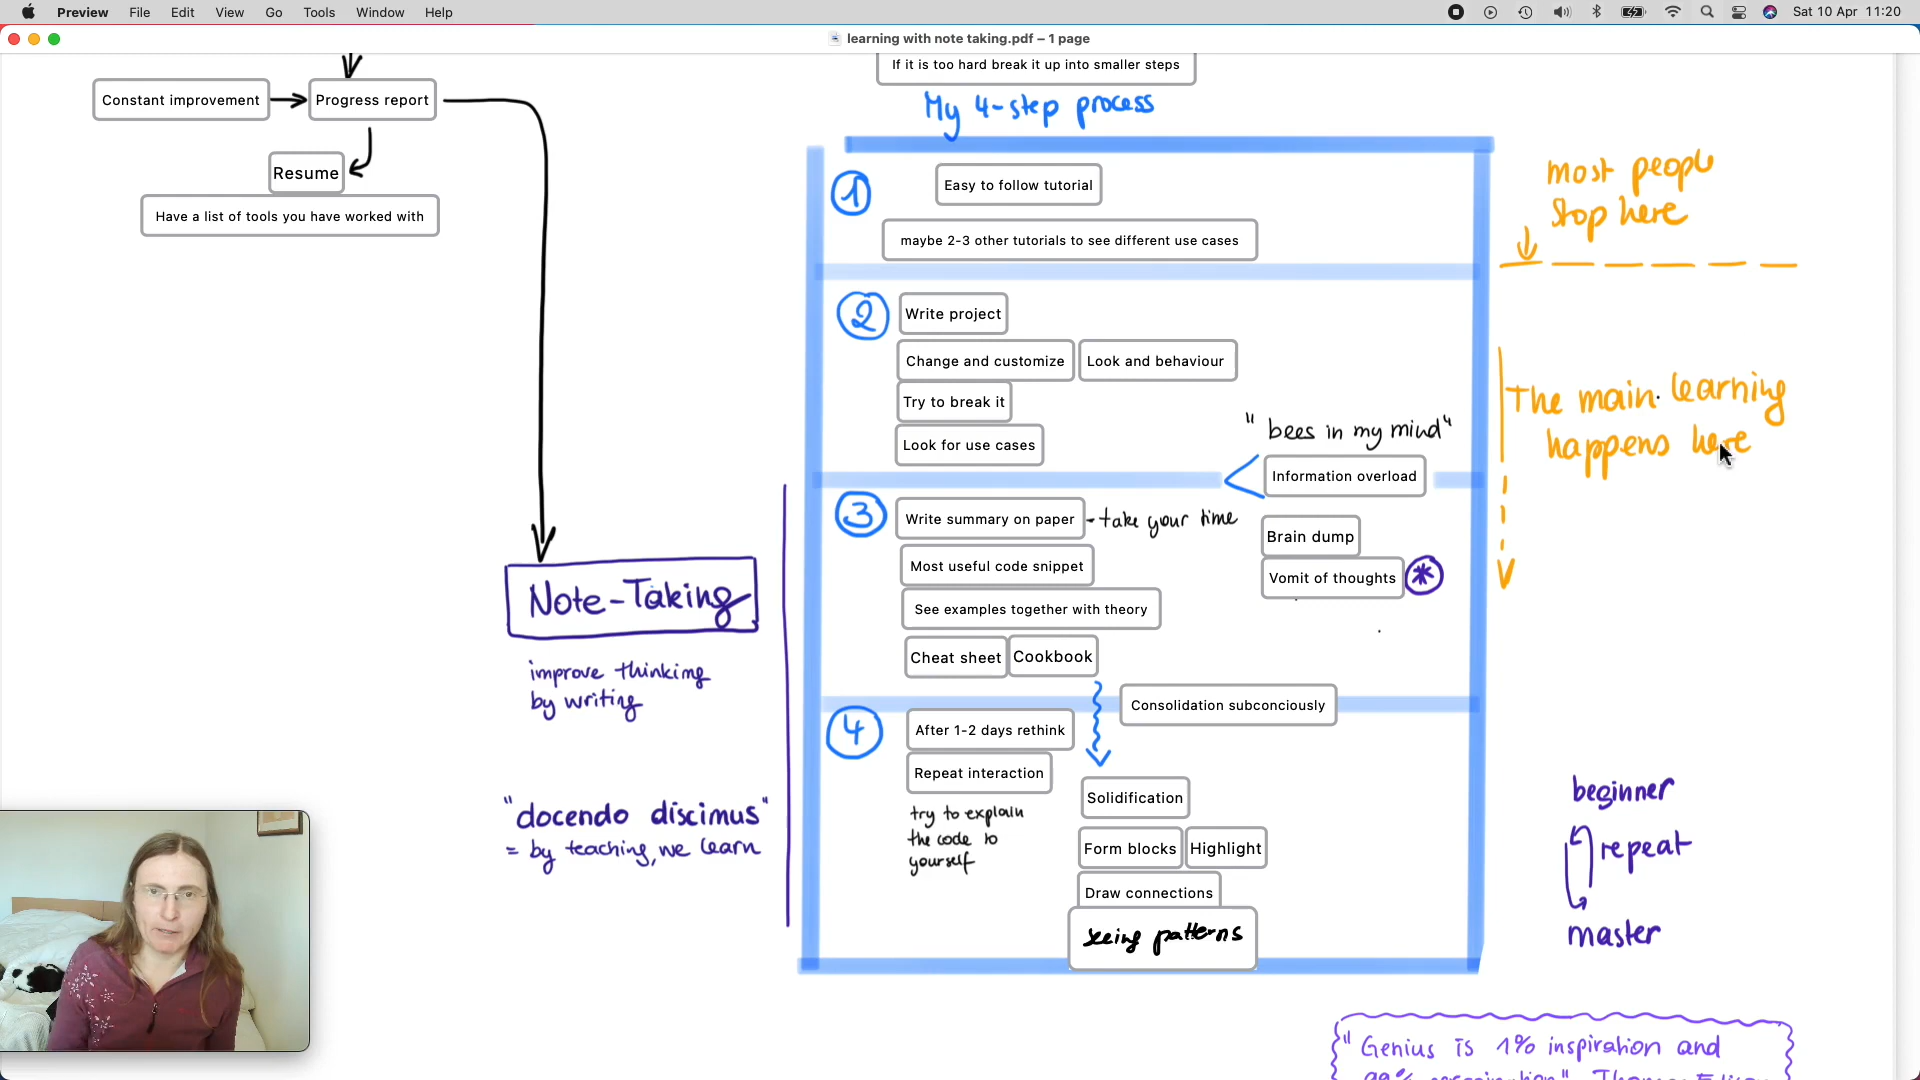 Preview File Edit View Go Tools Window Help
Sat 10 Apr 11:20
learning with note taking.pdf – 1 page
If it is too hard break it up into smaller steps
My 4-step process
Constant improvement
Progress report
Resume
Have a list of tools you have worked with
Note-Taking
improve thinking
by writing
"docendo discimus"
= by teaching, we learn
1
Easy to follow tutorial
maybe 2-3 other tutorials to see different use cases
most people
stop here
2
Write project
Change and customize
Look and behaviour
Try to break it
Look for use cases
The main learning
happens here
"bees in my mind"
Information overload
3
Write summary on paper
- take your time
Most useful code snippet
See examples together with theory
Cheat sheet
Cookbook
Brain dump
Vomit of thoughts
*
Consolidation subconciously
4
After 1-2 days rethink
Repeat interaction
try to explain
the code to
yourself
Solidification
Form blocks
Highlight
Draw connections
seeing patterns
beginner
repeat
master
"Genius is 1% inspiration and